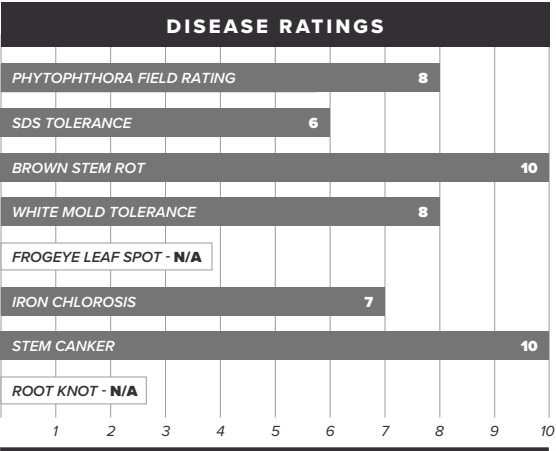 DISEASE RATINGS
PHYTOPHTHORA FIELD RATING 8
SDS TOLERANCE 6
BROWN STEM ROT 10
WHITE MOLD TOLERANCE 8
FROGEYE LEAF SPOT - N/A
IRON CHLOROSIS 7
STEM CANKER 10
ROOT KNOT - N/A
1 2 3 4 5 6 7 8 9 10